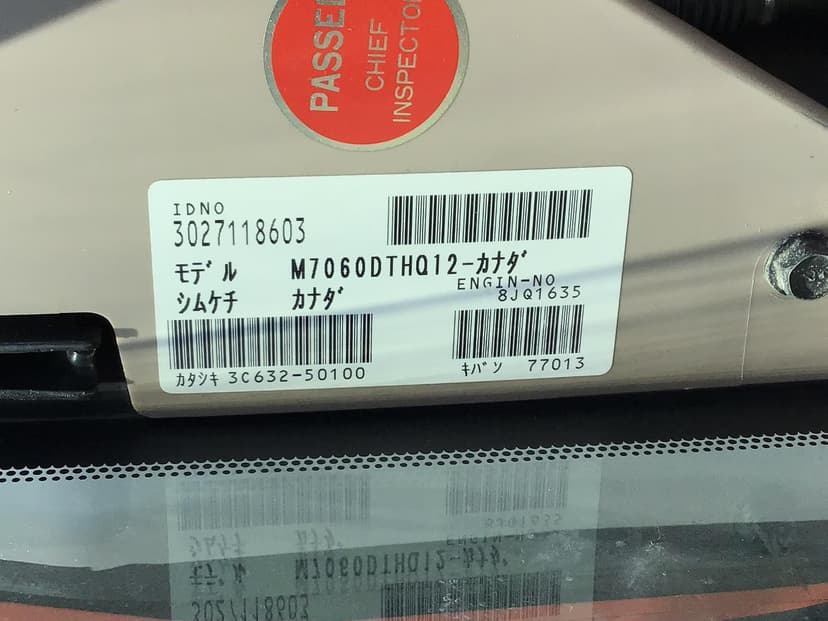 PASSED
CHIEF
INSPECTOR
IDNO
3027118603
ﾓﾃﾞﾙ M7060DTHQ12-ｶﾅﾀﾞ
ｼﾑｹﾁ ｶﾅﾀﾞ
ENGIN-NO
8JQ1635
ｶﾀｼｷ 3C632-50100
ｷﾊﾞﾝ 77013